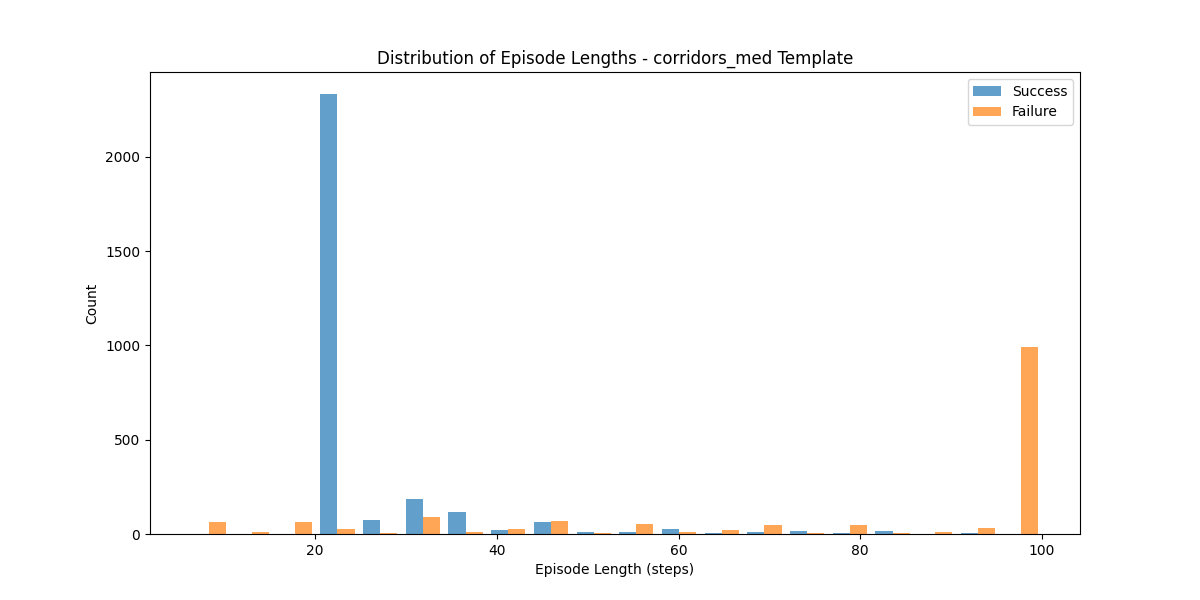 Distribution of Episode Lengths - corridors_med Template
Success
Failure
Count
2000
1500
1000
500
0
20 40 60 80 100
Episode Length (steps)